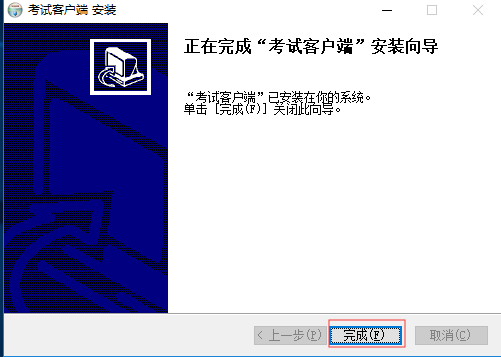 考试客户端 安装
正在完成“考试客户端”安装向导
“考试客户端”已安装在你的系统。
单击 [完成(F)] 关闭此向导。
< 上一步(P)
完成(F)
取消(C)